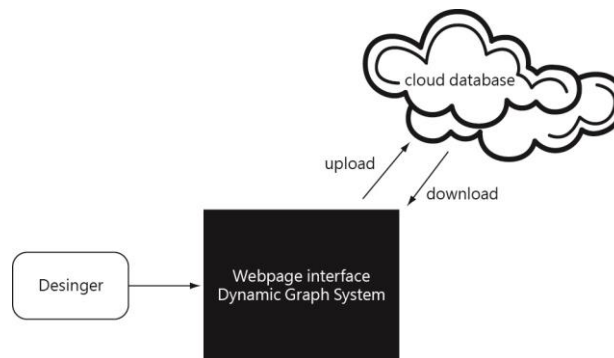 cloud database
upload
download
Webpage interface
Dynamic Graph System
Desinger